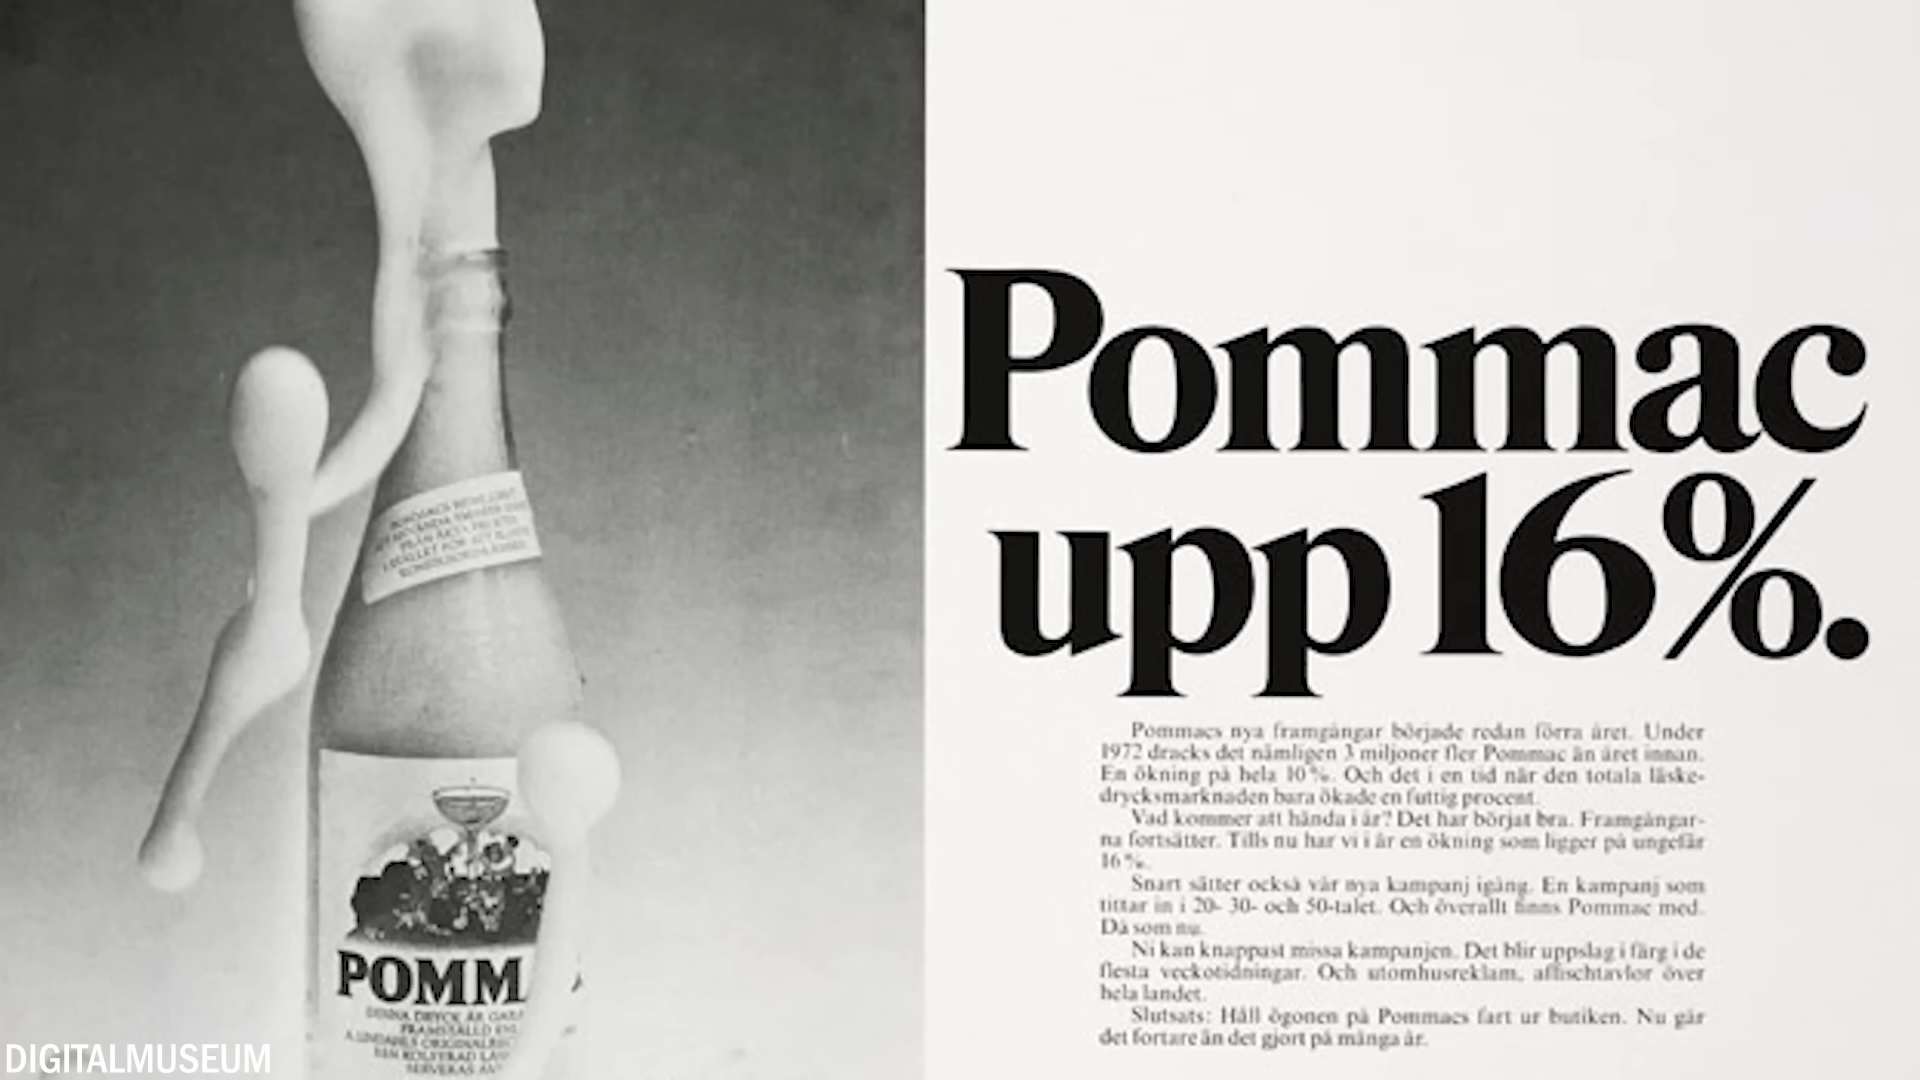 Pommac
upp 16%.
Pommacs nya framgångar började redan förra året. Under
1972 dracks det nämligen 3 miljoner fler Pommac än året innan.
En ökning på hela 10%. Och det i en tid när den totala läske-
drycksmarknaden bara ökade en futtig procent.
Vad kommer att hända i år? Det har börjat bra. Framgångar-
na fortsätter. Tills nu har vi i år en ökning som ligger på ungefär
16%.
Snart sätter också vår nya kampanj igång. En kampanj som
tittar in i 20- 30- och 50-talet. Och överallt finns Pommac med.
Då som nu.
Ni kan knappast missa kampanjen. Det blir uppslag i färg i de
flesta veckotidningar. Och utomhusreklam, affischtavlor över
hela landet.
Slutsats: Håll ögonen på Pommacs fart ur butiken. Nu går
det fortare än det gjort på många år.
POMM
DENNA DRYCK ÄR
FRAMSTÄLLD
SERVERAS
DIGITALMUSEUM